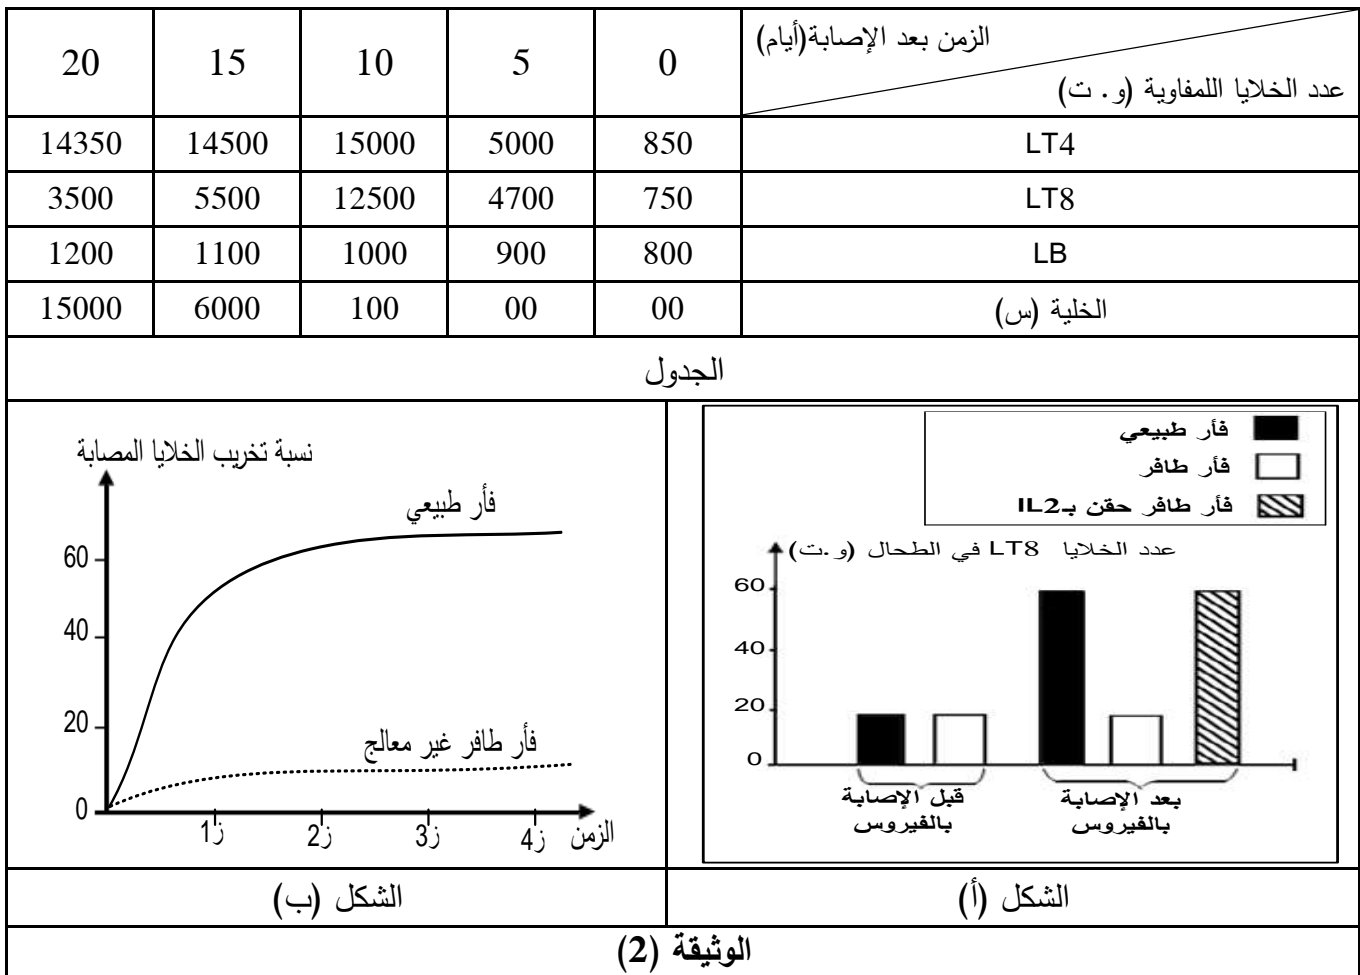 الزمن بعد الإصابة(أيام)
عدد الخلايا اللمفاوية (و. ت)
0 5 10 15 20
LT4 850 5000 15000 14500 14350
LT8 750 4700 12500 5500 3500
LB 800 900 1000 1100 1200
الخلية (س) 00 00 100 6000 15000
الجدول
فأر طبيعي
فأر طافر
فأر طافر حقن بـIL2
عدد الخلايا LT8 في الطحال (و.ت)
60
40
20
0
قبل الإصابة بالفيروس
بعد الإصابة بالفيروس
الشكل (أ)
نسبة تخريب الخلايا المصابة
فأر طبيعي
60
40
20
فأر طافر غير معالج
0
ز1 ز2 ز3 ز4 الزمن
الشكل (ب)
الوثيقة (2)